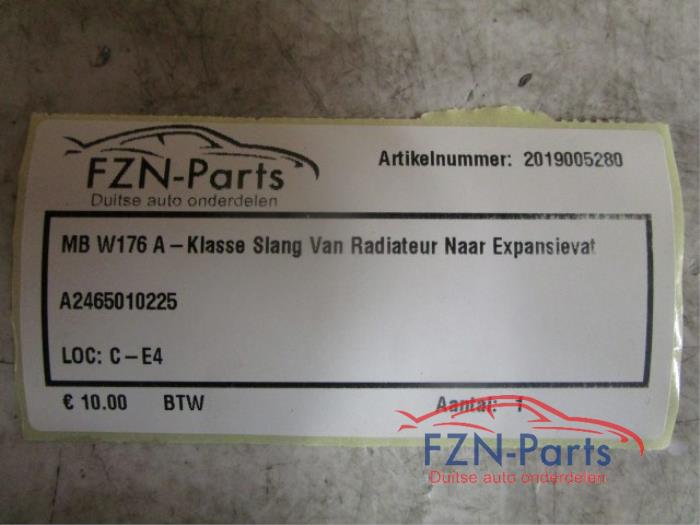 FZN-Parts
Duitse auto onderdelen
Artikelnummer: 2019005280
MB W176 A-Klasse Slang Van Radiateur Naar Expansievat
A2465010225
LOC: C-E4
€ 10.00 BTW Aantal: 1
FZN-Parts
Duitse auto onderdelen